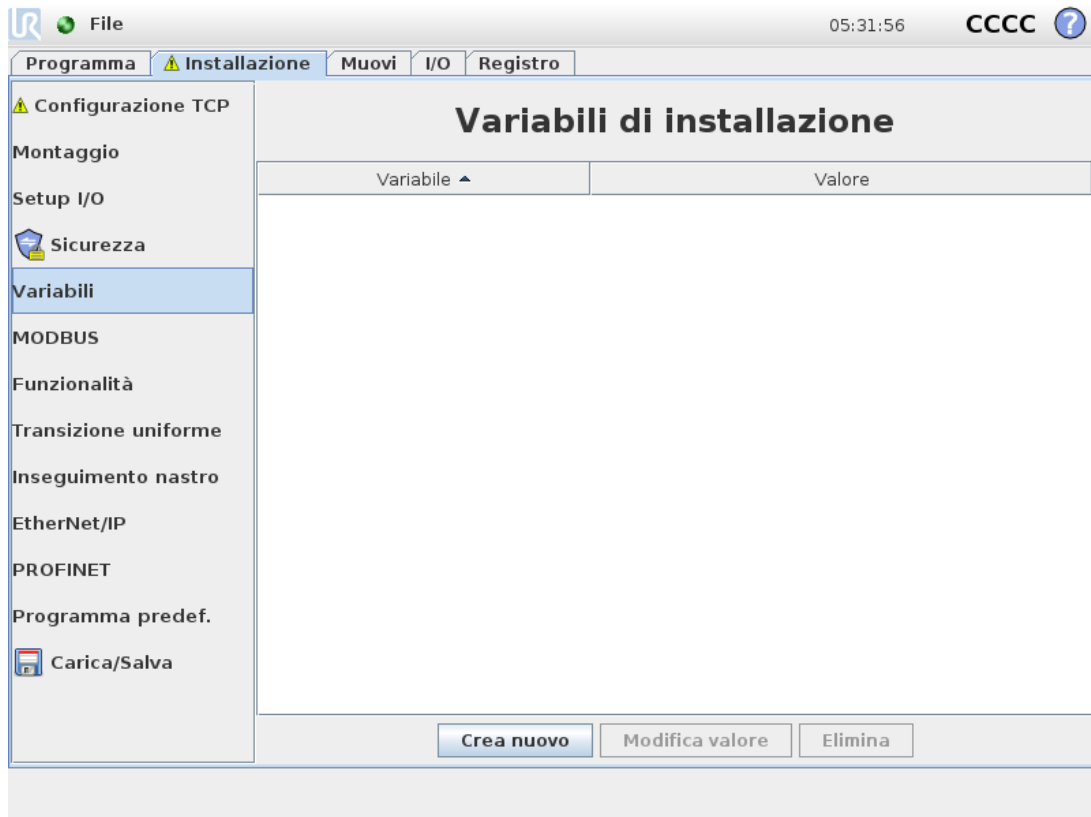 UR File 05:31:56 CCCC ?
Programma Installazione Muovi I/O Registro
Configurazione TCP
Montaggio
Setup I/O
Sicurezza
Variabili
MODBUS
Funzionalità
Transizione uniforme
Inseguimento nastro
EtherNet/IP
PROFINET
Programma predef.
Carica/Salva
Variabili di installazione
Variabile Valore
Crea nuovo Modifica valore Elimina